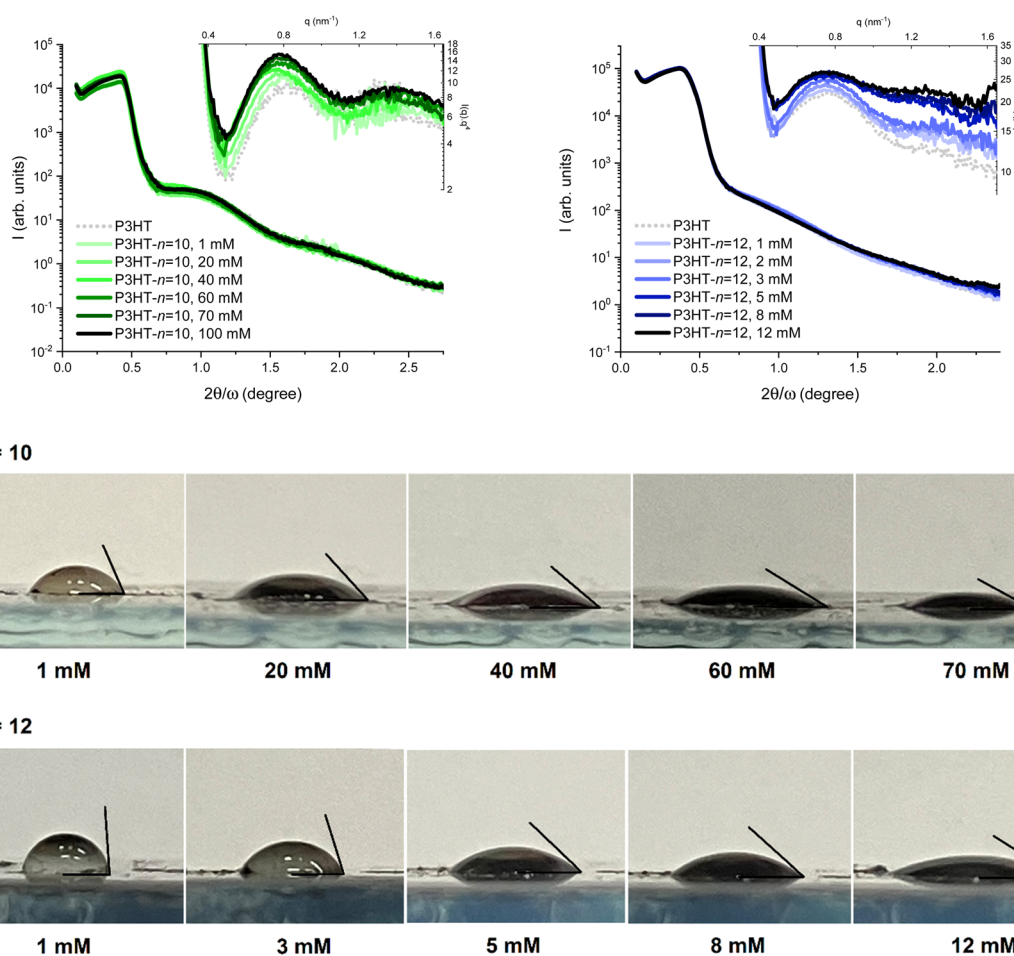 q (nm⁻¹)
0.4 0.8 1.2 1.6
10⁵
10⁴
10³
10²
10¹
10⁰
10⁻¹
10⁻²
18
16
14
12
10
8
6
4
2
I(q).q⁴
I (arb. units)
P3HT
P3HT-n=10, 1 mM
P3HT-n=10, 20 mM
P3HT-n=10, 40 mM
P3HT-n=10, 60 mM
P3HT-n=10, 70 mM
P3HT-n=10, 100 mM
0.0 0.5 1.0 1.5 2.0 2.5
2θ/ω (degree)
q (nm⁻¹)
0.4 0.8 1.2 1.6
10⁵
10⁴
10³
10²
10¹
10⁰
10⁻¹
35
30
25
20
15
10
I (arb. units)
P3HT
P3HT-n=12, 1 mM
P3HT-n=12, 2 mM
P3HT-n=12, 3 mM
P3HT-n=12, 5 mM
P3HT-n=12, 8 mM
P3HT-n=12, 12 mM
0.0 0.5 1.0 1.5 2.0
2θ/ω (degree)
= 10
1 mM 20 mM 40 mM 60 mM 70 mM
= 12
1 mM 3 mM 5 mM 8 mM 12 mM